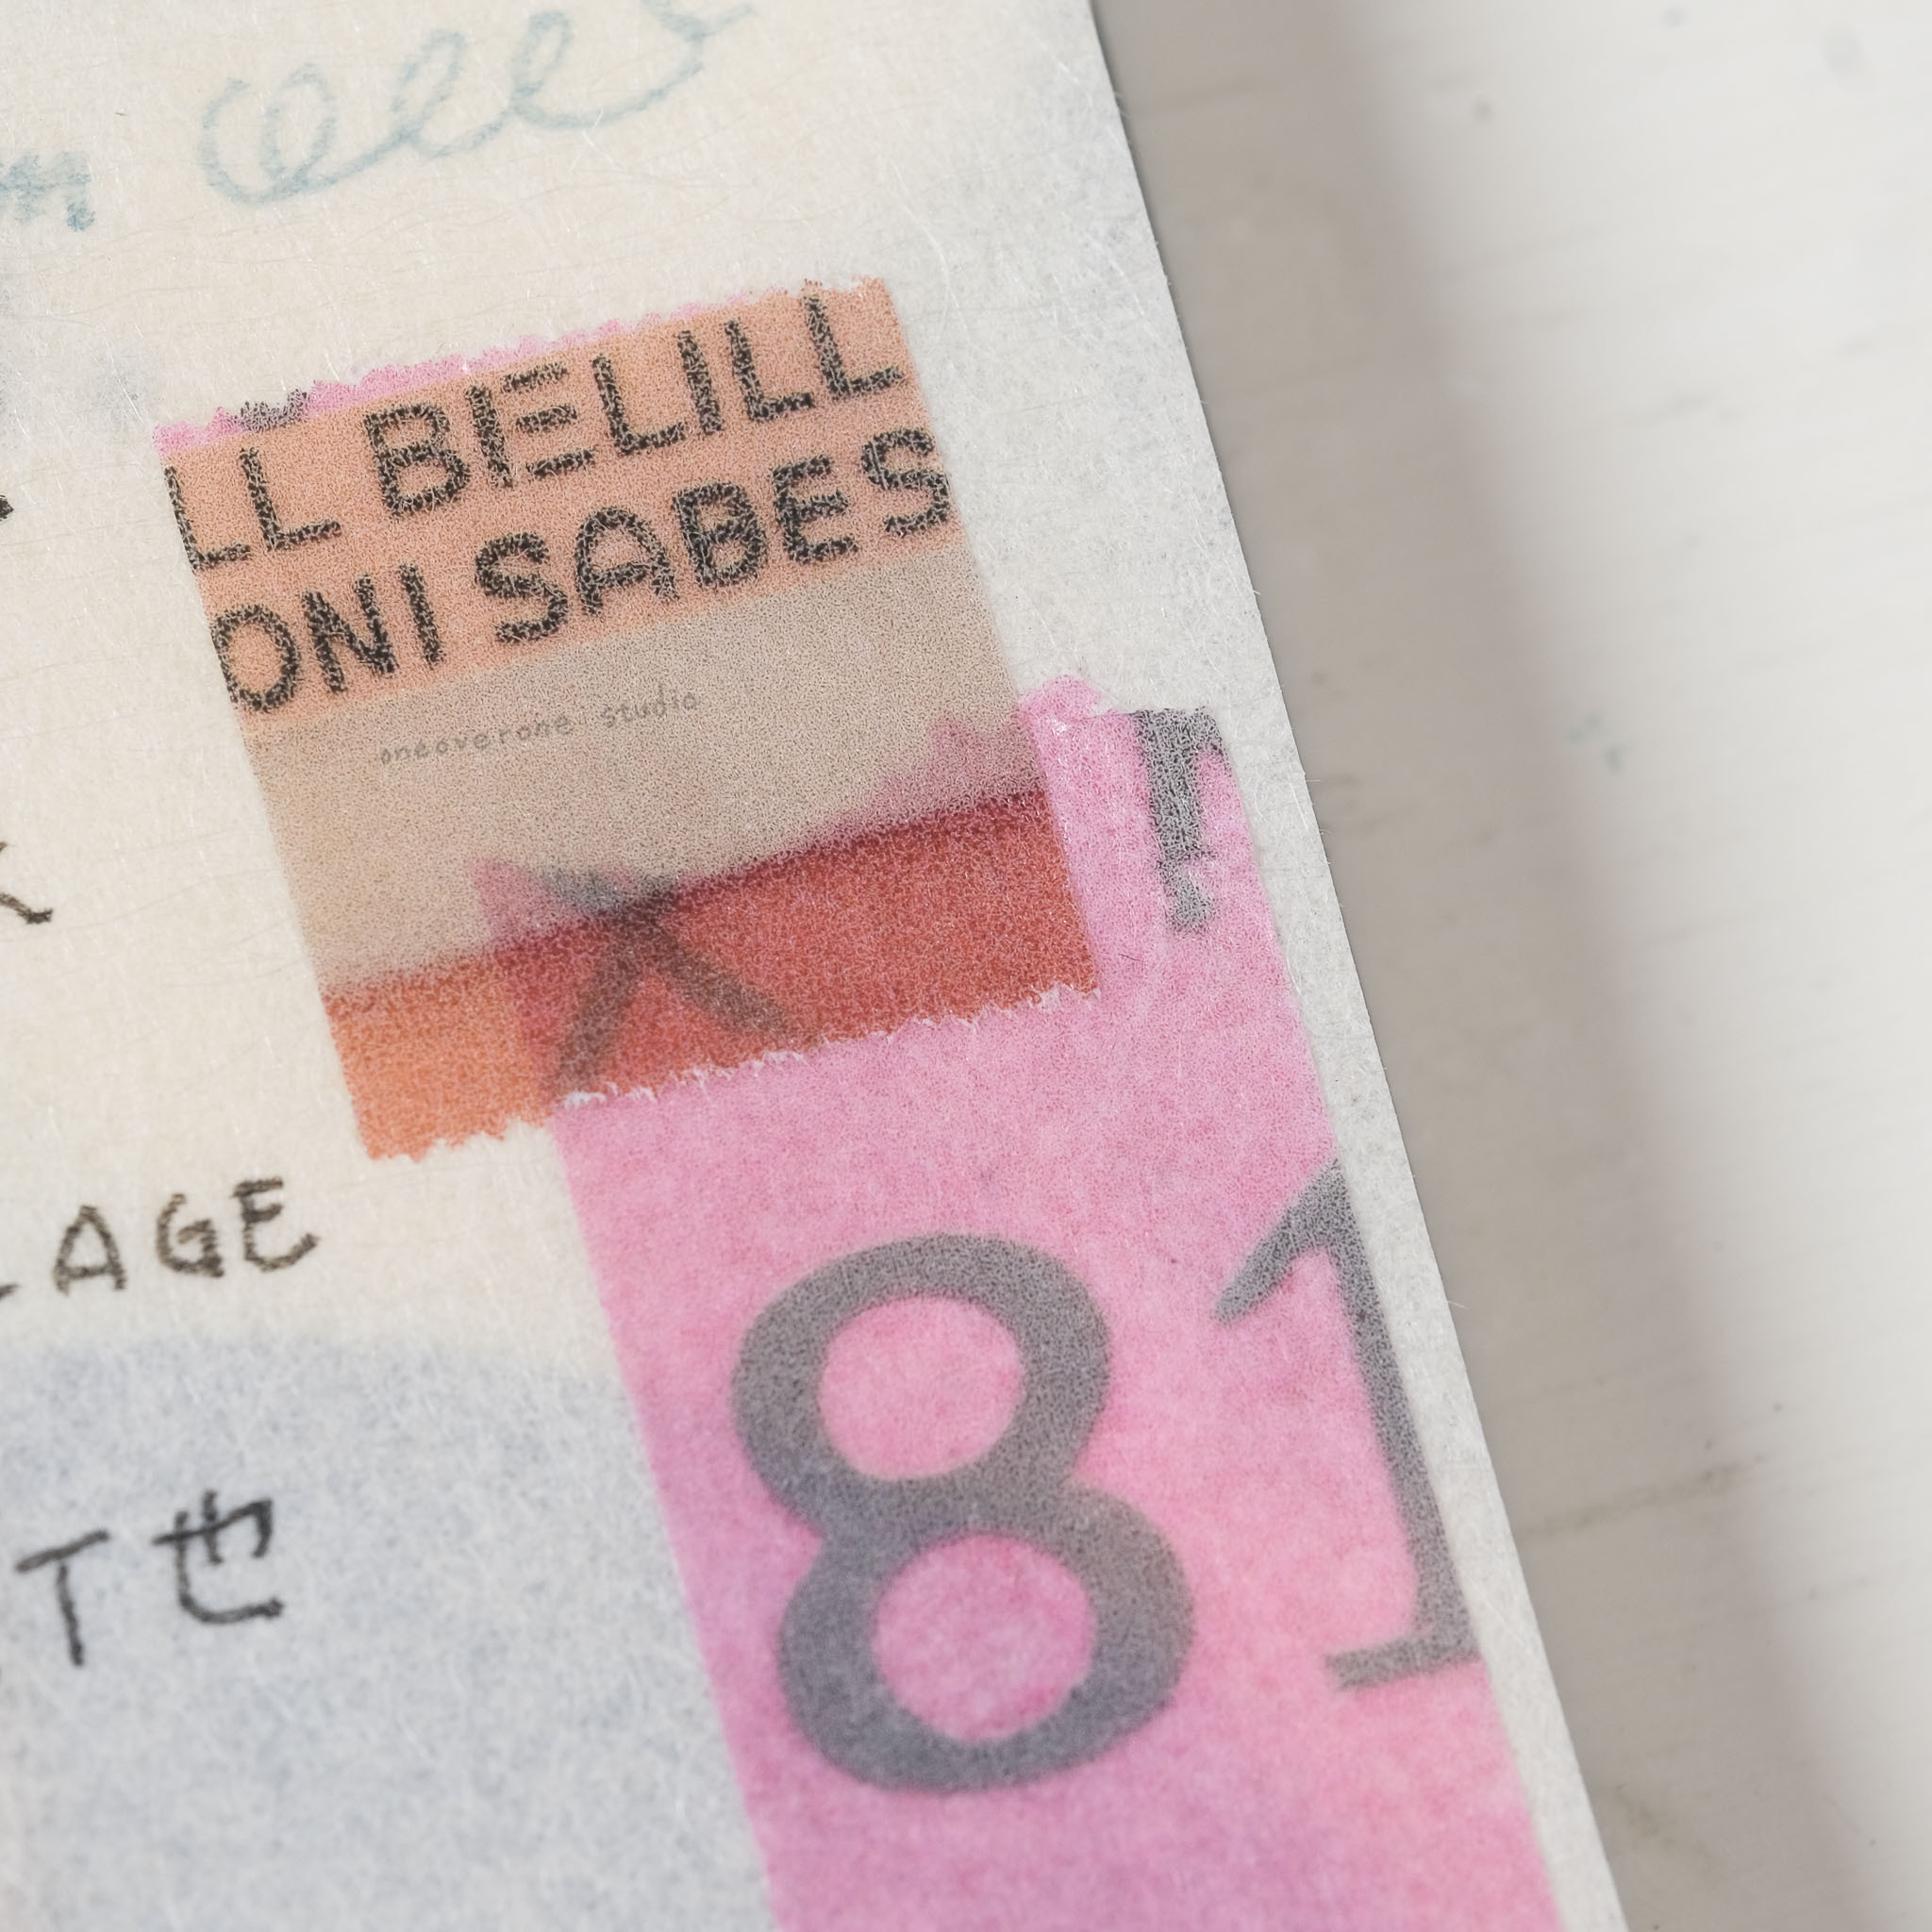 LL BELILL
ONI SABES
oneoverone studio
AGE
81
T也